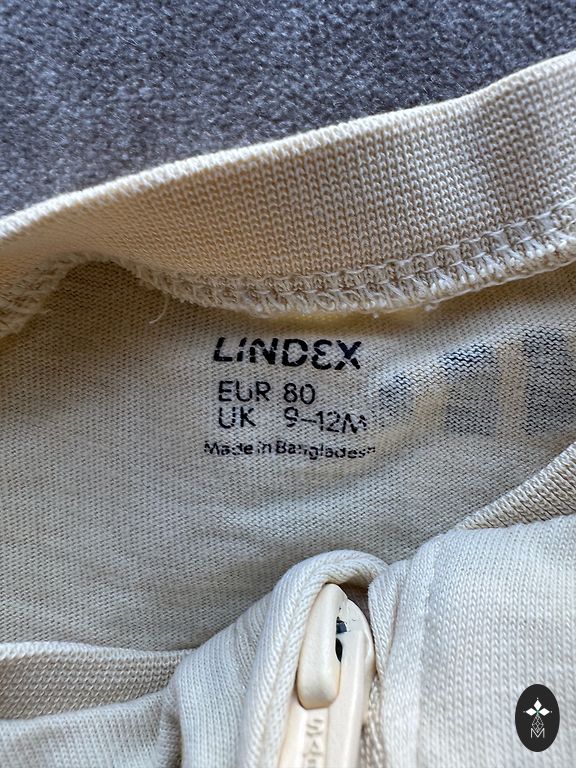 LINDEX
EUR 80
UK 9-12M
Made in Bangladesh